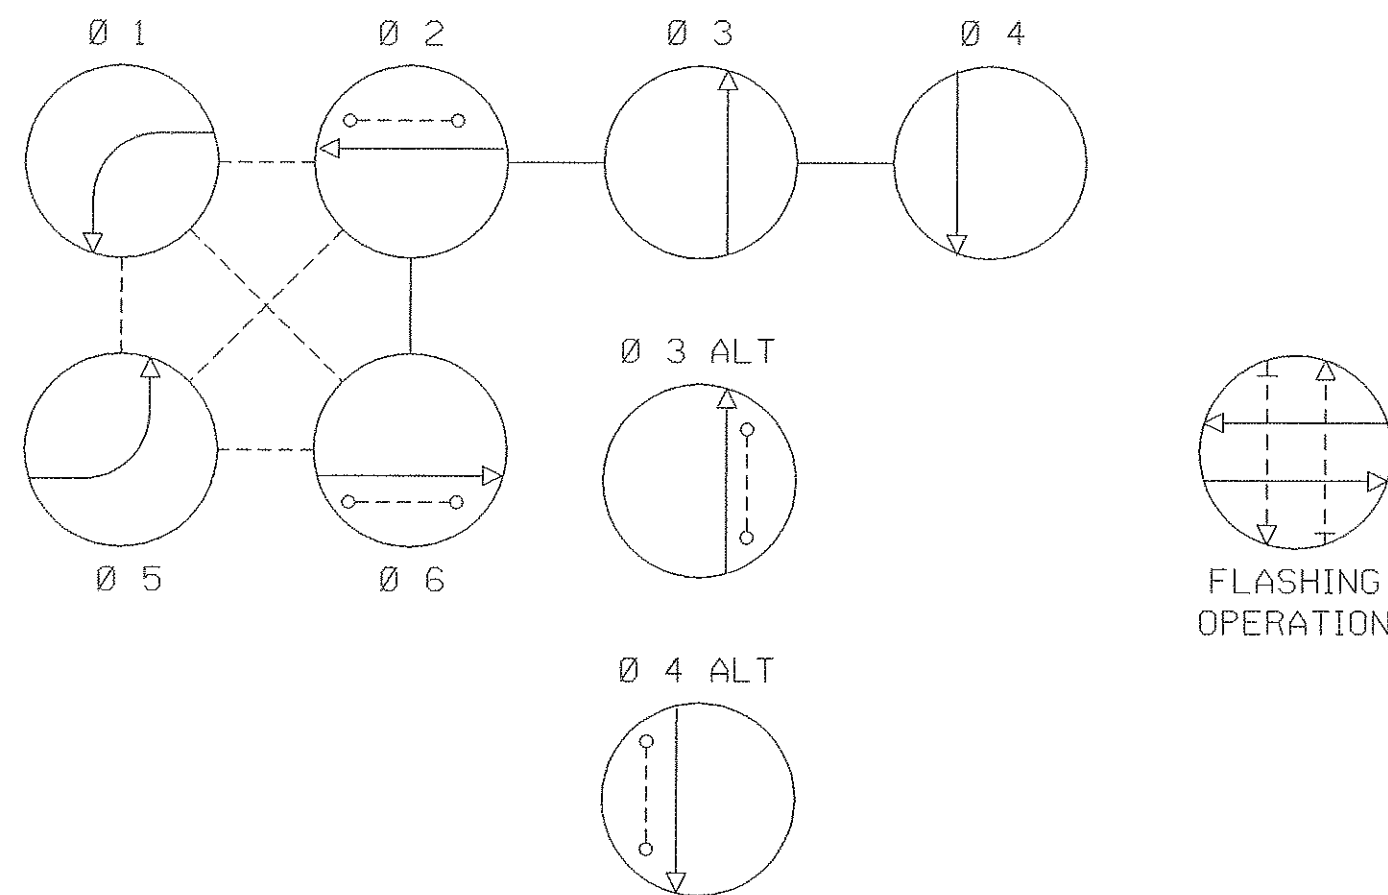 Ø 1
Ø 2
Ø 3
Ø 4
Ø 3 ALT
Ø 5
Ø 6
FLASHING
OPERATION
Ø 4 ALT